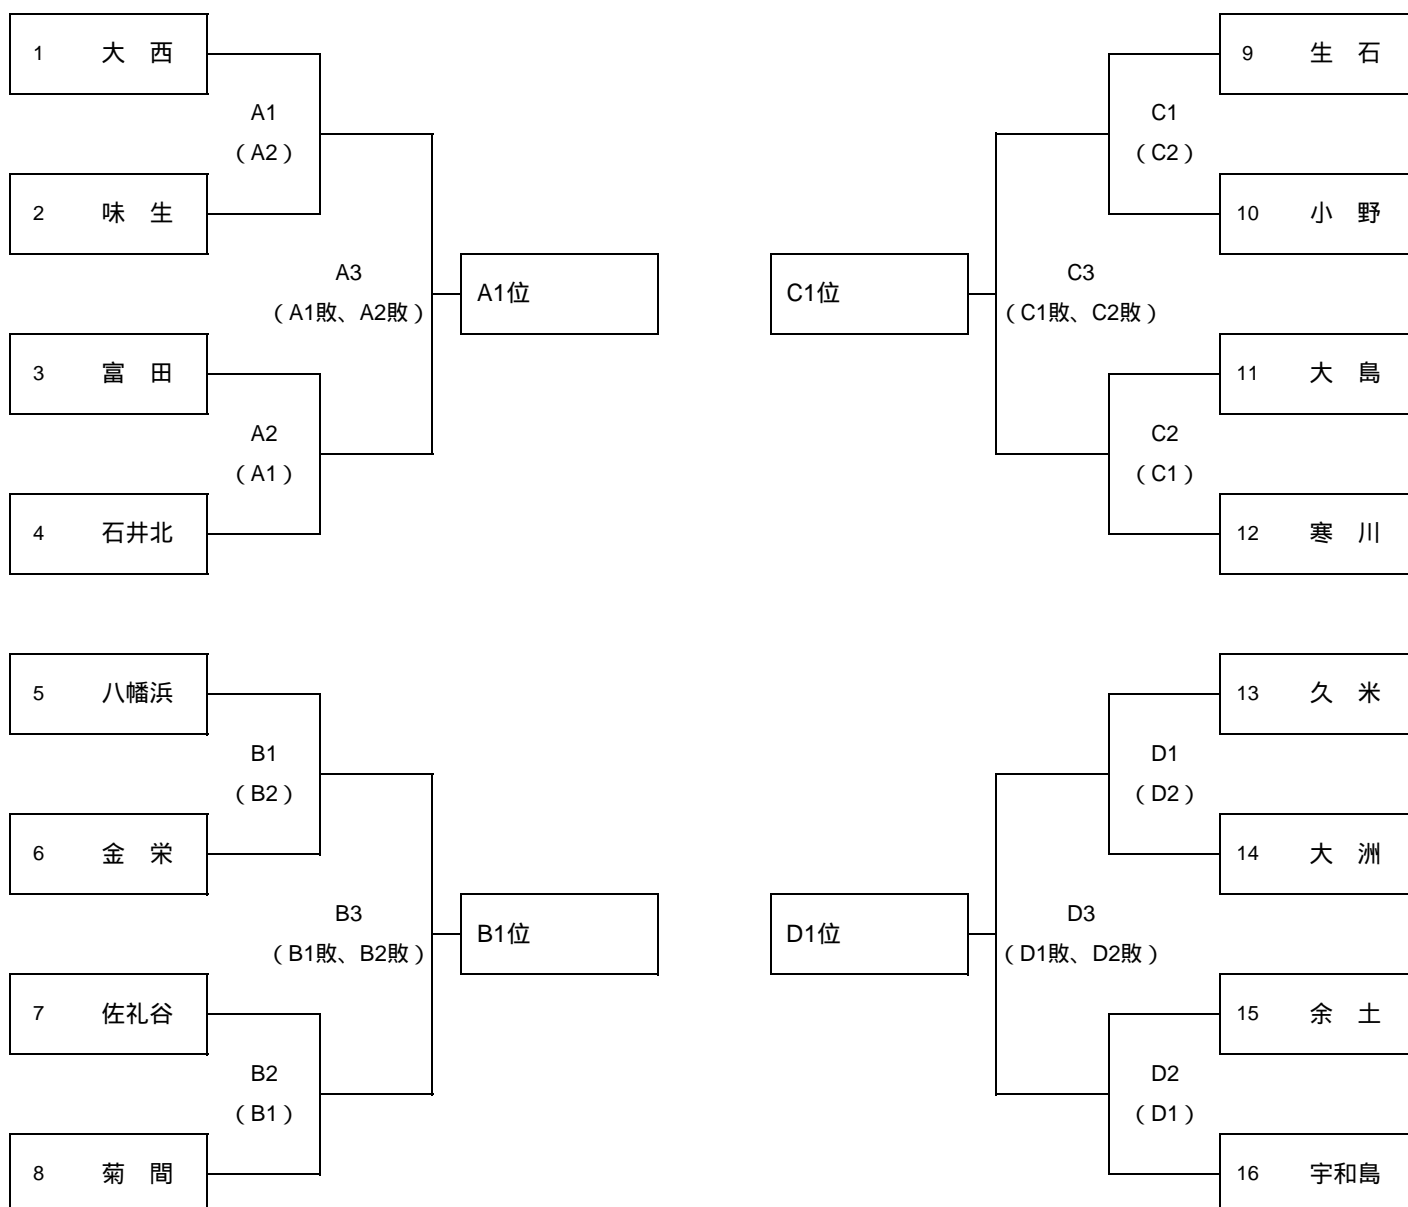 1 大 西
A1
（A2）
2 味 生
A3
（A1敗、A2敗）
A1位
3 富 田
A2
（A1）
4 石井北
5 八幡浜
B1
（B2）
6 金 栄
B3
（B1敗、B2敗）
B1位
7 佐礼谷
B2
（B1）
8 菊 間
9 生 石
C1
（C2）
10 小 野
C1位
C3
（C1敗、C2敗）
11 大 島
C2
（C1）
12 寒 川
13 久 米
D1
（D2）
14 大 洲
D1位
D3
（D1敗、D2敗）
15 余 土
D2
（D1）
16 宇和島